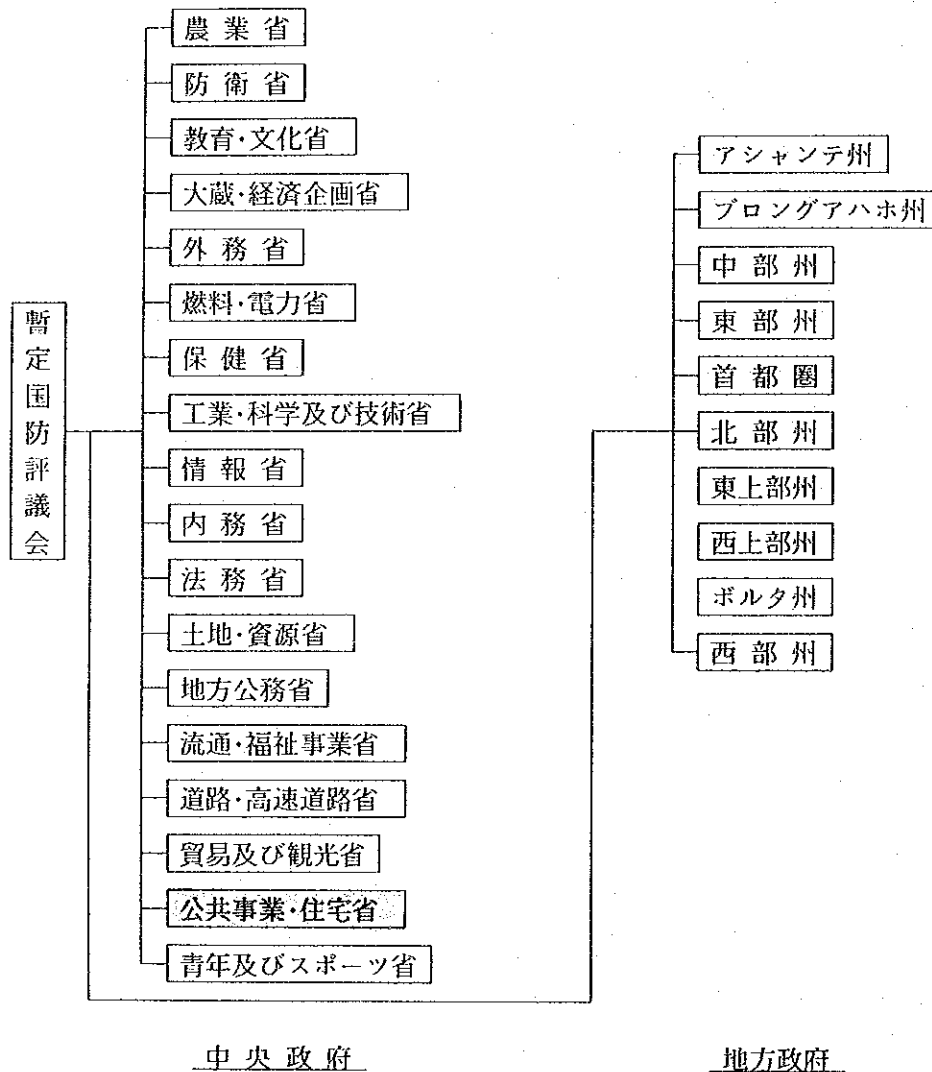 暫定国防評議会
農業省
防衛省
教育・文化省
大蔵・経済企画省
外務省
燃料・電力省
保健省
工業・科学及び技術省
情報省
内務省
法務省
土地・資源省
地方公務省
流通・福祉事業省
道路・高速道路省
貿易及び観光省
公共事業・住宅省
青年及びスポーツ省
中央政府
アシャンテ州
ブロングアハホ州
中部州
東部州
首都圏
北部州
東上部州
西上部州
ボルタ州
西部州
地方政府